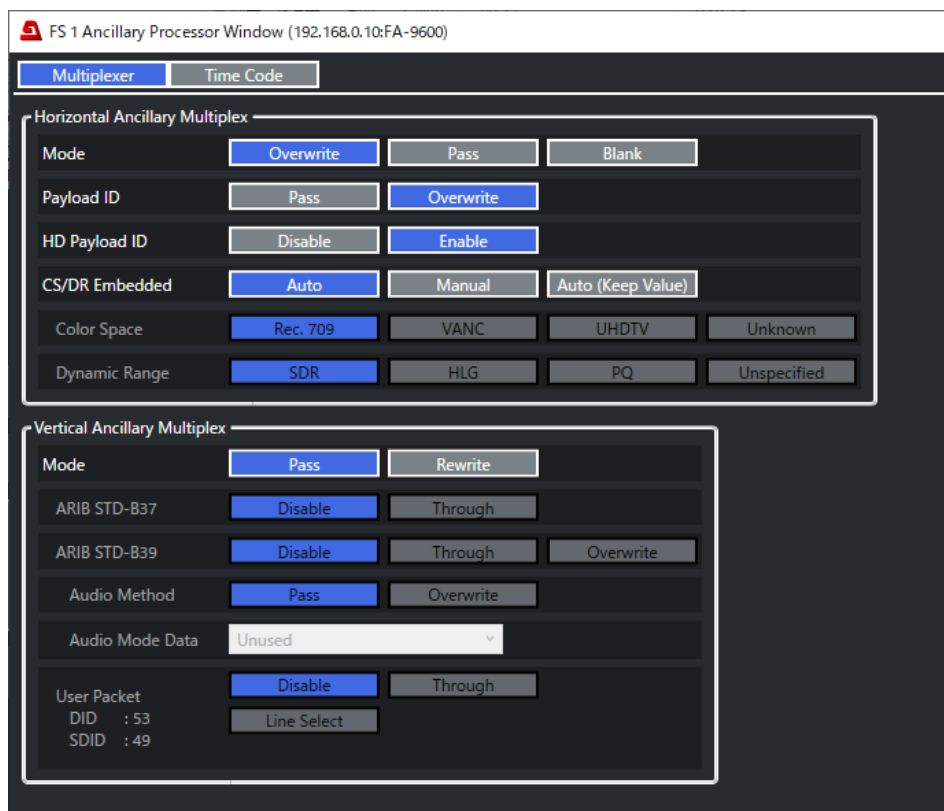 FS 1 Ancillary Processor Window (192.168.0.10:FA-9600)
Multiplexer Time Code
Horizontal Ancillary Multiplex
Mode Overwrite Pass Blank
Payload ID Pass Overwrite
HD Payload ID Disable Enable
CS/DR Embedded Auto Manual Auto (Keep Value)
Color Space Rec. 709 VANC UHDTV Unknown
Dynamic Range SDR HLG PQ Unspecified
Vertical Ancillary Multiplex
Mode Pass Rewrite
ARIB STD-B37 Disable Through
ARIB STD-B39 Disable Through Overwrite
Audio Method Pass Overwrite
Audio Mode Data Unused
User Packet Disable Through
DID : 53 Line Select
SDID : 49